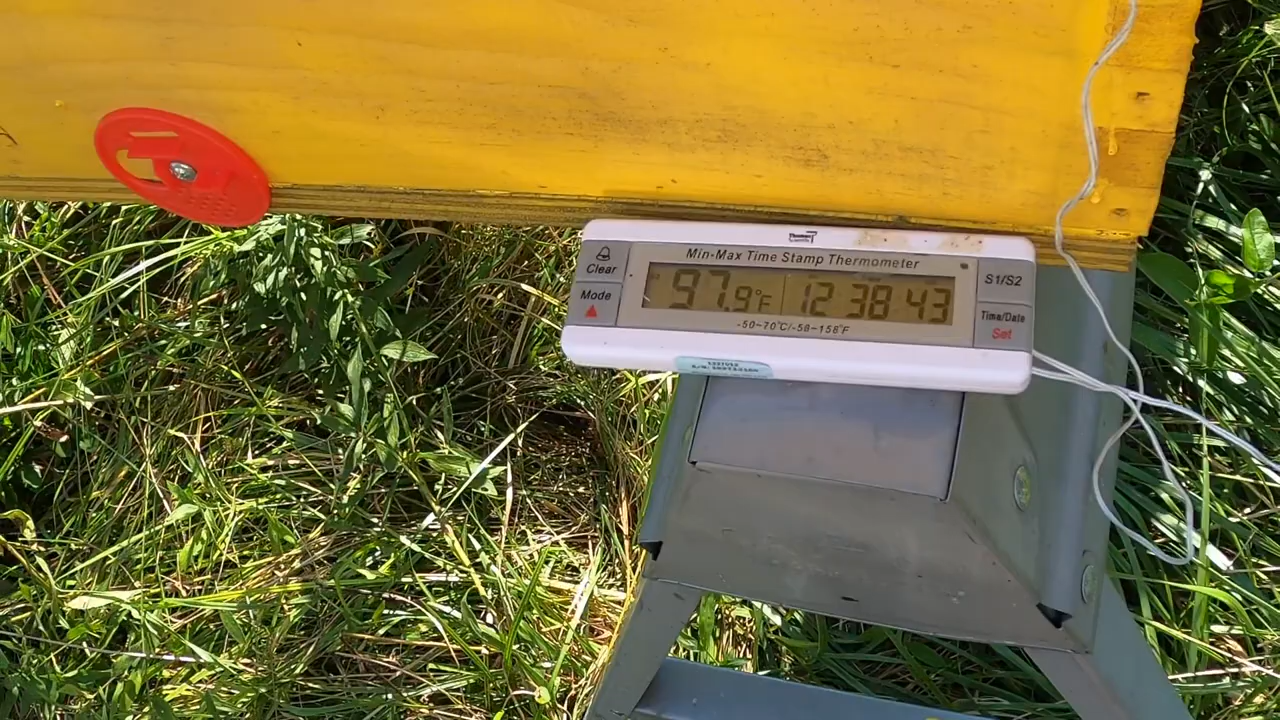 Thomas
Min-Max Time Stamp Thermometer
Clear
Mode
97.9°F 12 38 43
S1/S2
Time/Date
Set
-50~70°C/-58~158°F